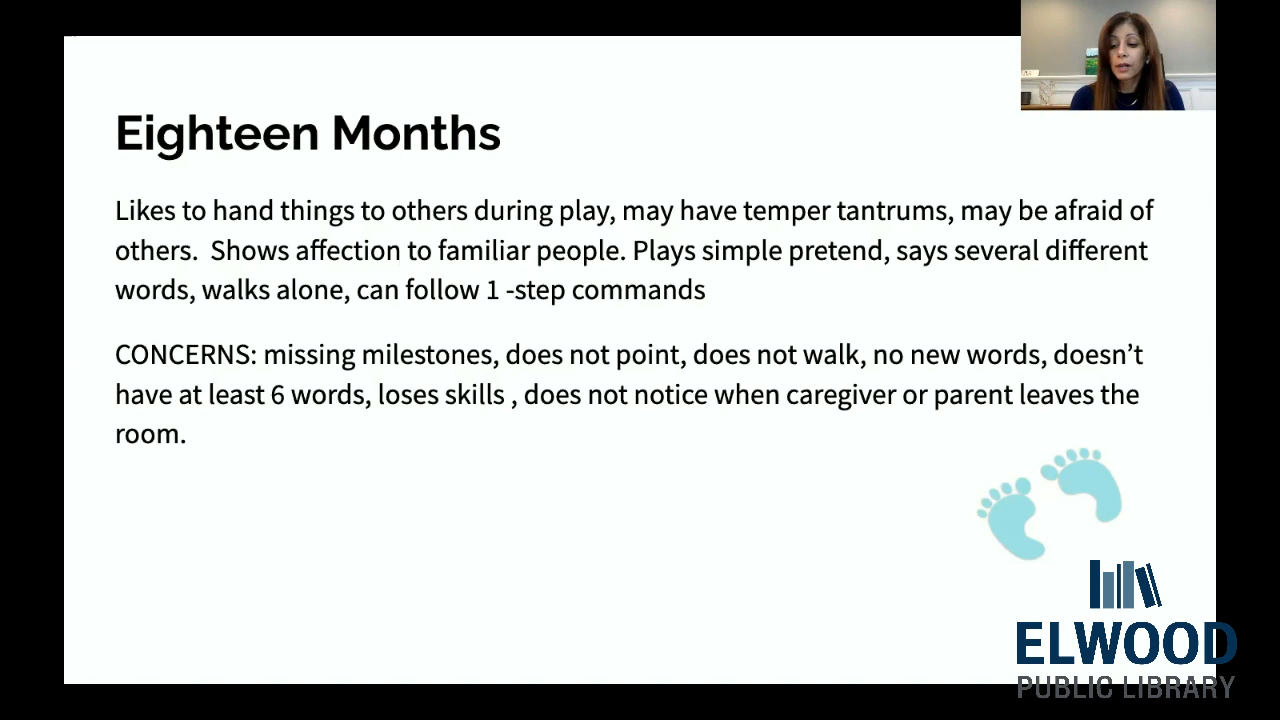 Eighteen Months
Likes to hand things to others during play, may have temper tantrums, may be afraid of
others.  Shows affection to familiar people. Plays simple pretend, says several different
words, walks alone, can follow 1 -step commands
CONCERNS: missing milestones, does not point, does not walk, no new words, doesn’t
have at least 6 words, loses skills , does not notice when caregiver or parent leaves the
room.
ELWOOD
PUBLIC LIBRARY